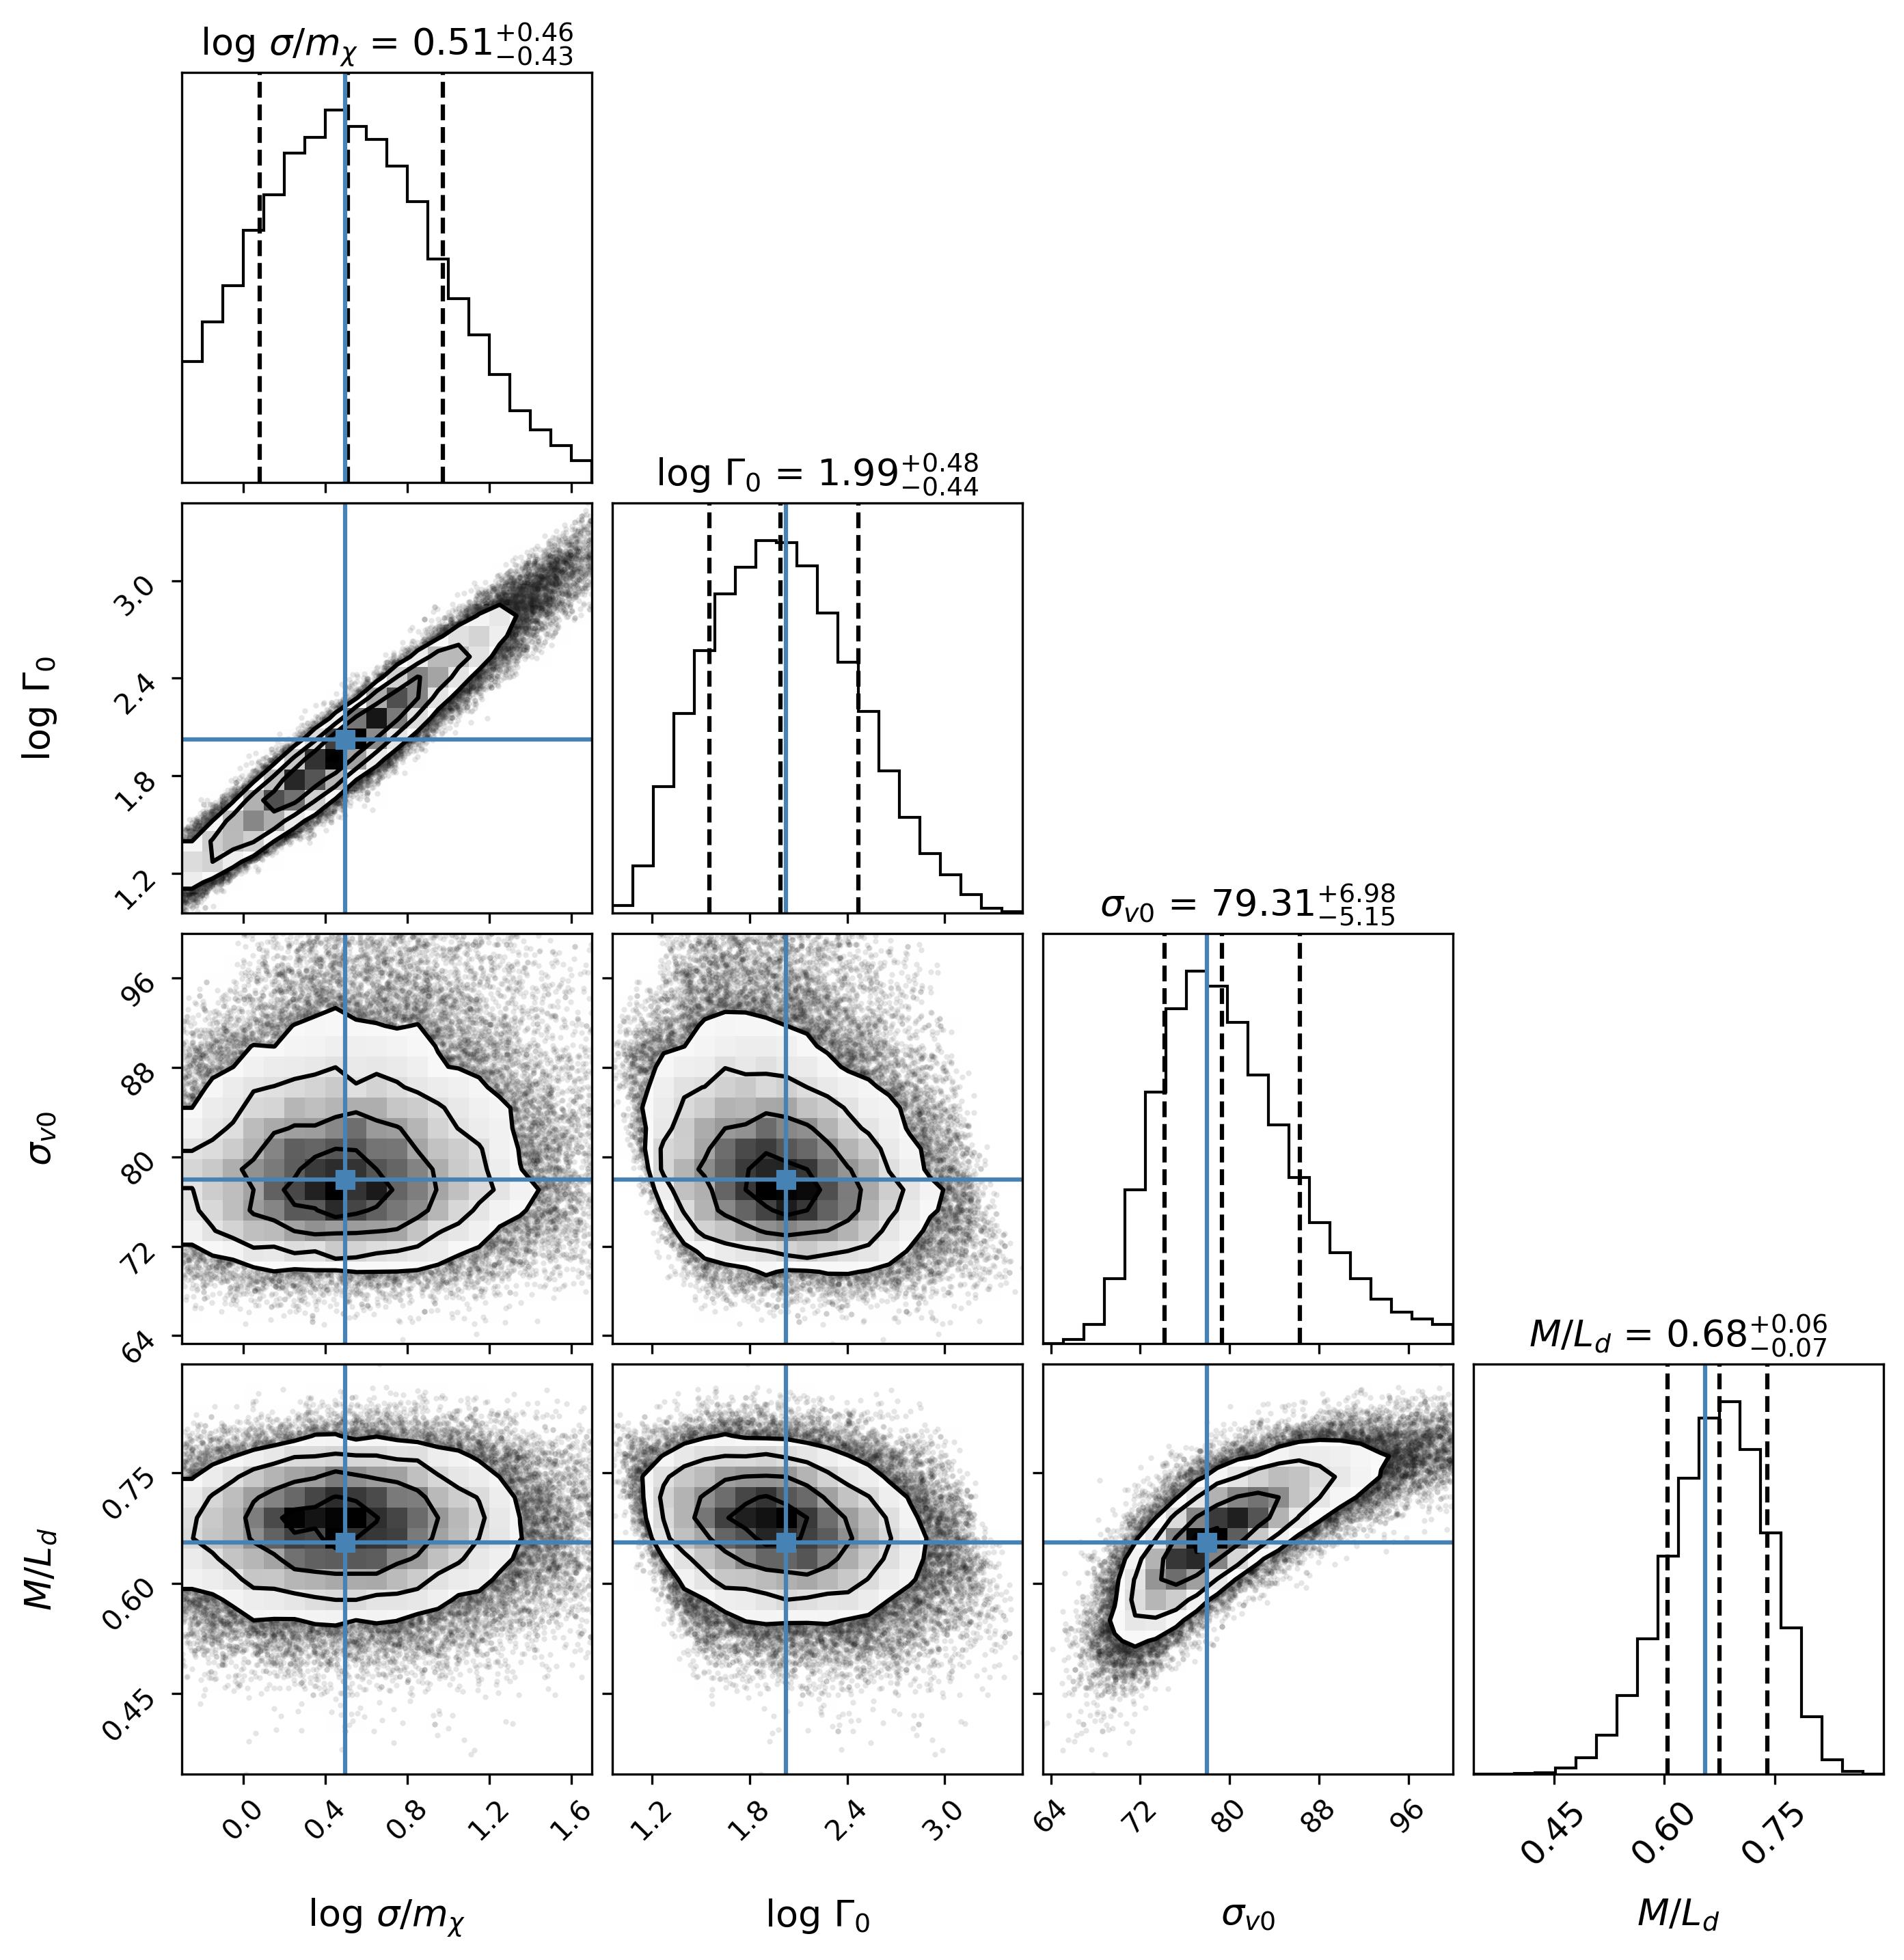 log σ/m_χ = 0.51^{+0.46}_{−0.43}
log Γ_0 = 1.99^{+0.48}_{−0.44}
σ_{v0} = 79.31^{+6.98}_{−5.15}
M/L_d = 0.68^{+0.06}_{−0.07}
log Γ_0
3.0
2.4
1.8
1.2
σ_{v0}
96
88
80
72
64
M/L_d
0.75
0.60
0.45
0.0 0.4 0.8 1.2 1.6
1.2 1.8 2.4 3.0
64 72 80 88 96
0.45 0.60 0.75
log σ/m_χ
log Γ_0
σ_{v0}
M/L_d